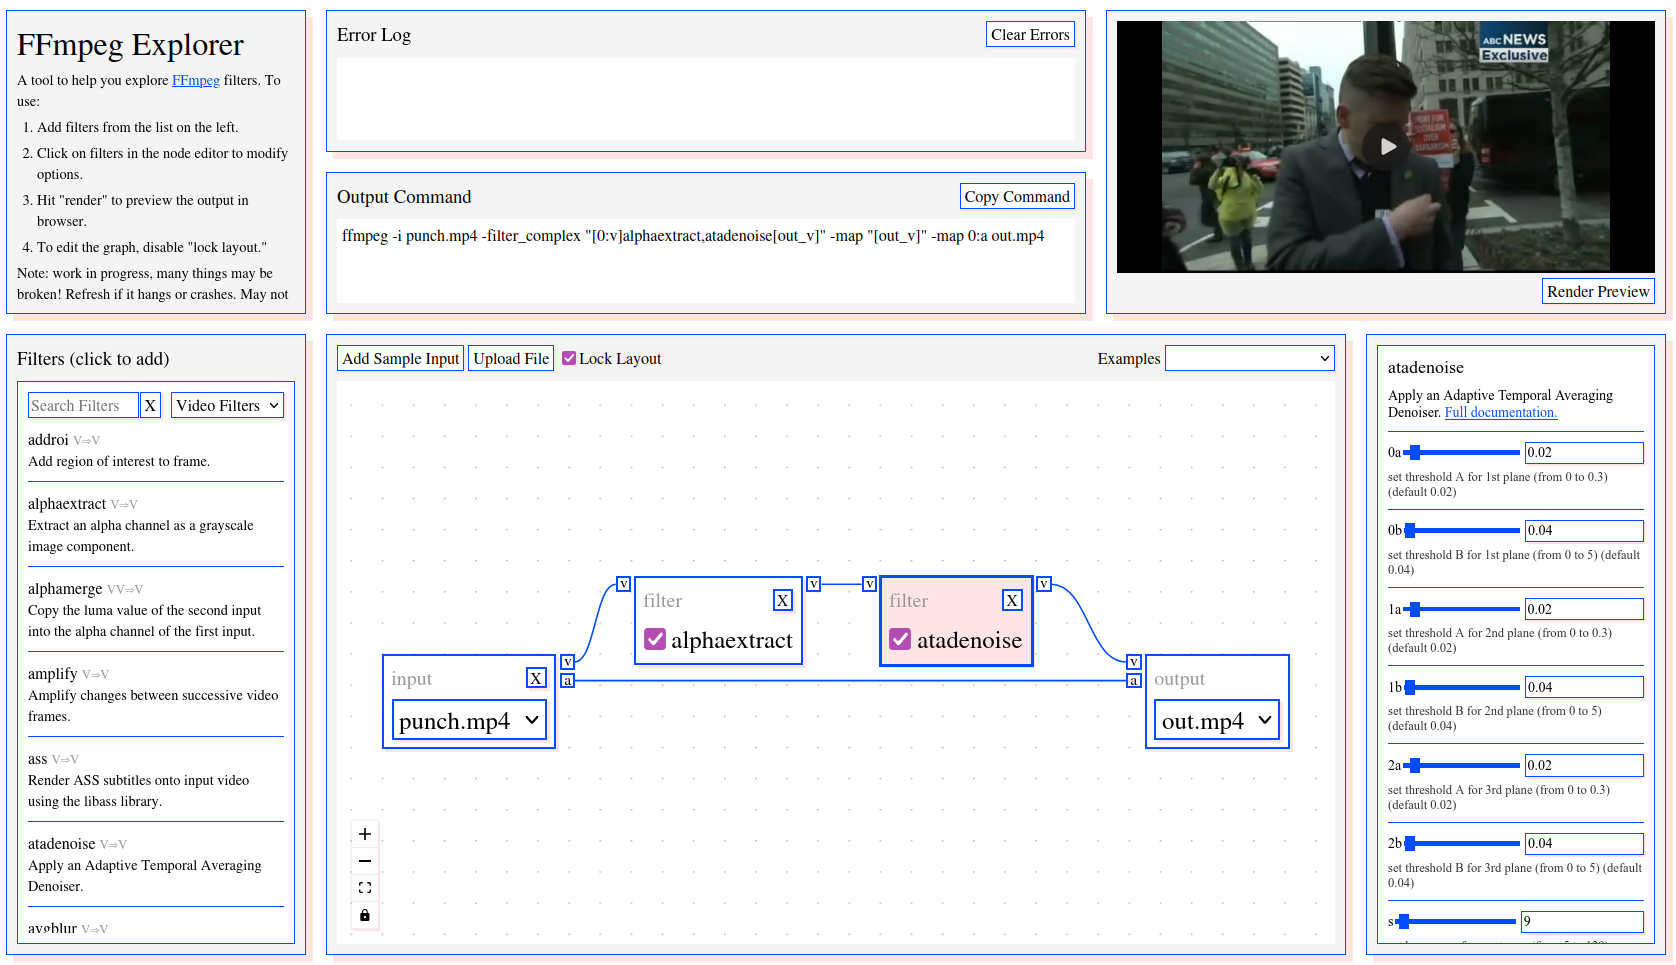 FFmpeg Explorer
A tool to help you explore FFmpeg filters. To
use:
1. Add filters from the list on the left.
2. Click on filters in the node editor to modify
options.
3. Hit "render" to preview the output in
browser.
4. To edit the graph, disable "lock layout."
Note: work in progress, many things may be
broken! Refresh if it hangs or crashes. May not
Error Log
Clear Errors
Output Command
Copy Command
ffmpeg -i punch.mp4 -filter_complex "[0:v]alphaextract,atadenoise[out_v]" -map "[out_v]" -map 0:a out.mp4
abc NEWS
Exclusive
FIGHT FOR
SOCIALISM
OVER
BARBARISM
Render Preview
Filters (click to add)
Search Filters X Video Filters
addroi V⇒V
Add region of interest to frame.
alphaextract V⇒V
Extract an alpha channel as a grayscale
image component.
alphamerge VV⇒V
Copy the luma value of the second input
into the alpha channel of the first input.
amplify V⇒V
Amplify changes between successive video
frames.
ass V⇒V
Render ASS subtitles onto input video
using the libass library.
atadenoise V⇒V
Apply an Adaptive Temporal Averaging
Denoiser.
avgblur V⇒V
Add Sample Input Upload File Lock Layout Examples
v filter X alphaextract v
v filter X atadenoise v
input X punch.mp4 v a
v a output out.mp4
atadenoise
Apply an Adaptive Temporal Averaging
Denoiser. Full documentation.
0a 0.02
set threshold A for 1st plane (from 0 to 0.3)
(default 0.02)
0b 0.04
set threshold B for 1st plane (from 0 to 5) (default
0.04)
1a 0.02
set threshold A for 2nd plane (from 0 to 0.3)
(default 0.02)
1b 0.04
set threshold B for 2nd plane (from 0 to 5)
(default 0.04)
2a 0.02
set threshold A for 3rd plane (from 0 to 0.3)
(default 0.02)
2b 0.04
set threshold B for 3rd plane (from 0 to 5) (default
0.04)
s 9